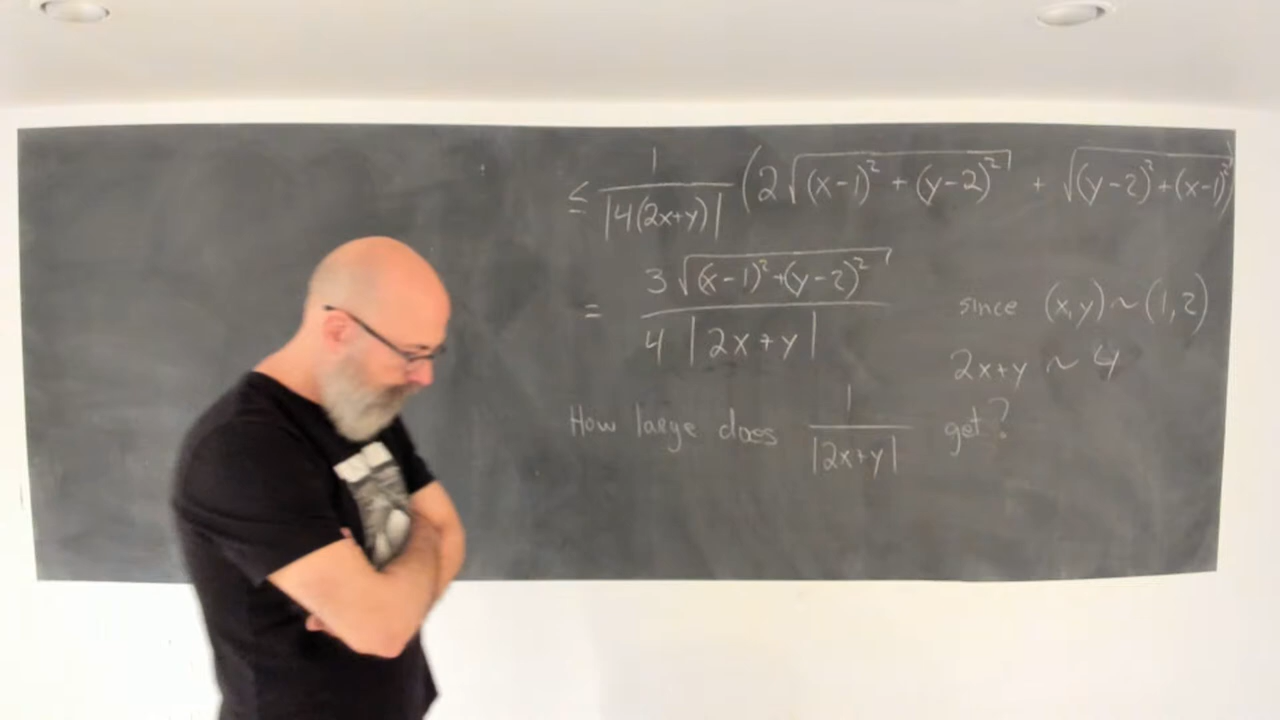 ≤ 1/|4(2x+y)| (2√((x-1)² + (y-2)²) + √((y-2)²+(x-1)²))
= 3√((x-1)²+(y-2)²) / 4|2x+y| since (x,y)~(1,2)
2x+y ~ 4
How large does 1/|2x+y| get?